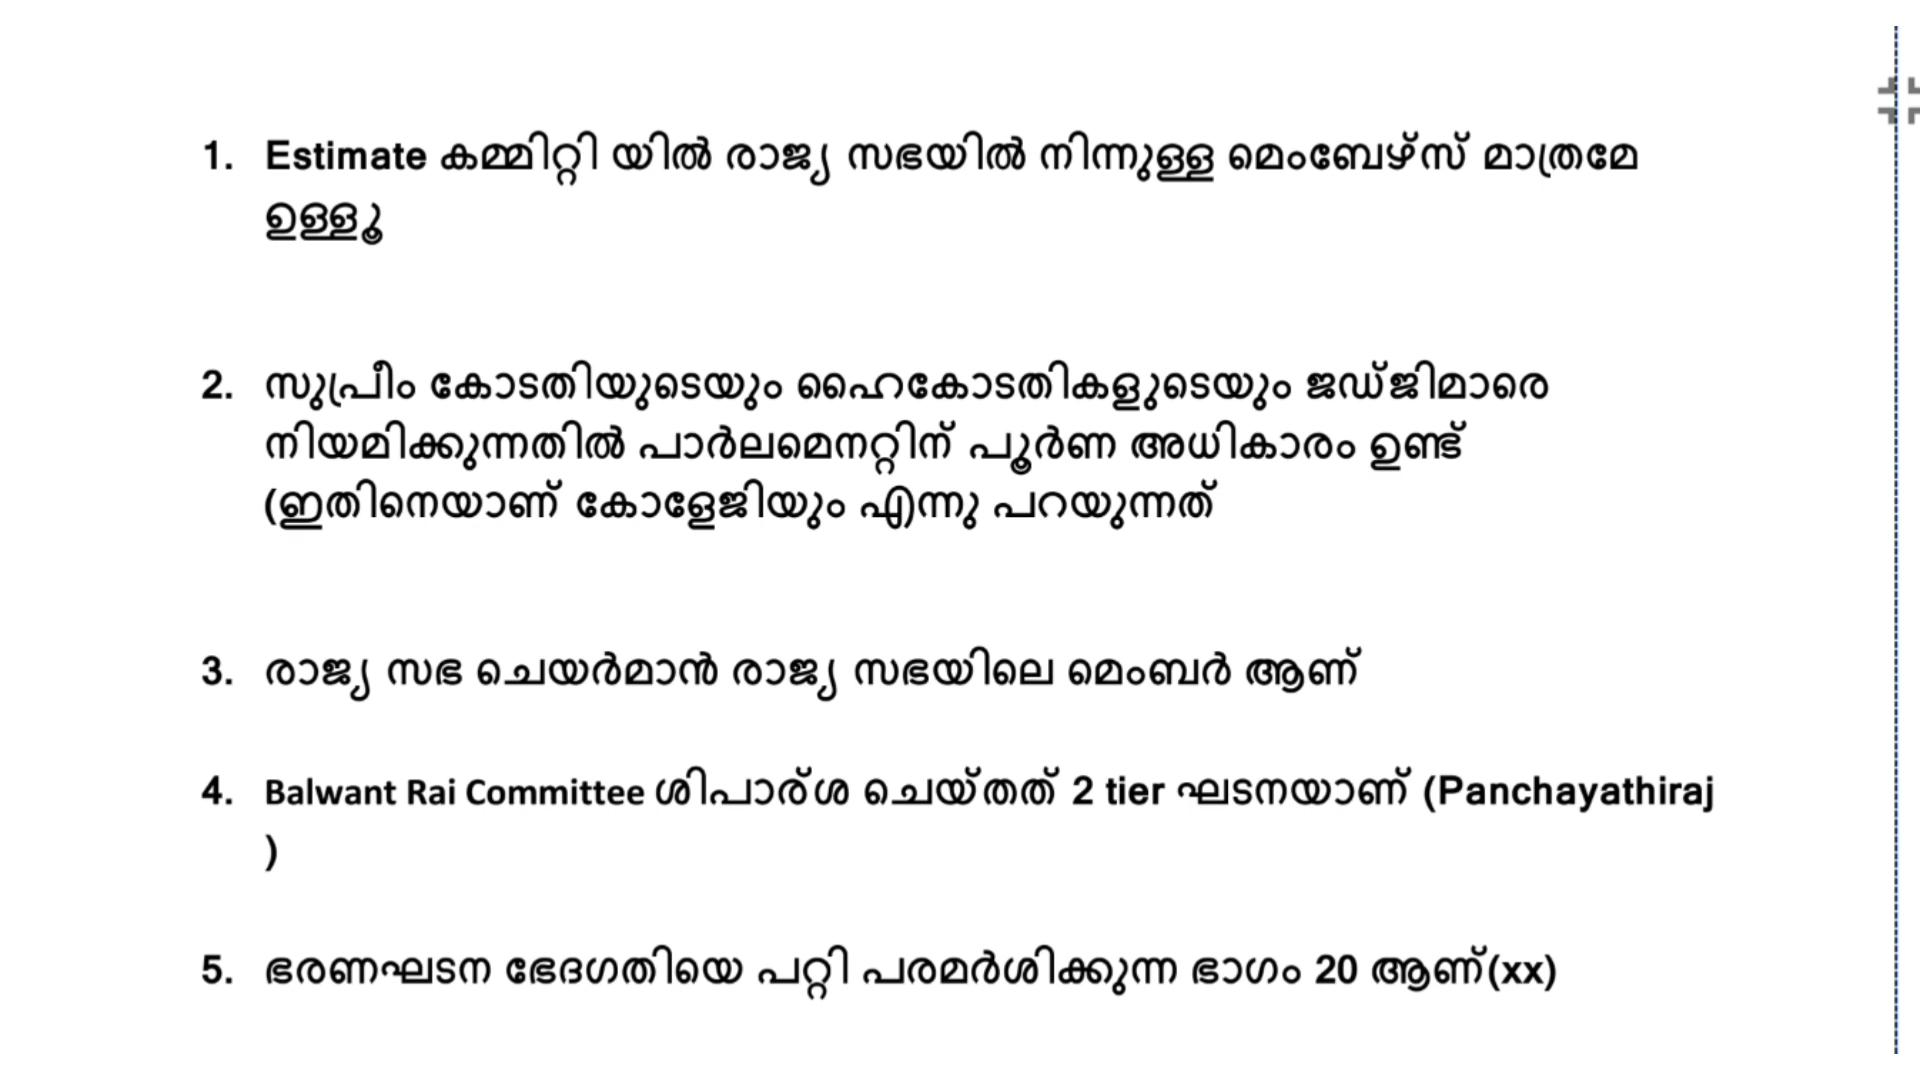 1. Estimate കമ്മിറ്റി യിൽ രാജ്യ സഭയിൽ നിന്നുള്ള മെംബേഴ്സ് മാത്രമേ
ഉള്ളൂ
2. സുപ്രീം കോടതിയുടെയും ഹൈകോടതികളുടെയും ജഡ്ജിമാരെ
നിയമിക്കുന്നതിൽ പാർലമെനറ്റിന് പൂർണ അധികാരം ഉണ്ട്
(ഇതിനെയാണ് കോളേജിയും എന്നു പറയുന്നത്
3. രാജ്യ സഭ ചെയർമാൻ രാജ്യ സഭയിലെ മെംബർ ആണ്
4. Balwant Rai Committee ശിപാര്ശ ചെയ്തത് 2 tier ഘടനയാണ് (Panchayathiraj
)
5. ഭരണഘടന ഭേദഗതിയെ പറ്റി പരമർശിക്കുന്ന ഭാഗം 20 ആണ്(xx)